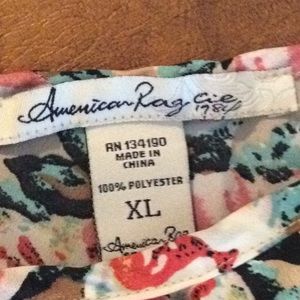 American Rag Cie
1984
RN 134190
MADE IN
CHINA
100% POLYESTER
XL
American Rag